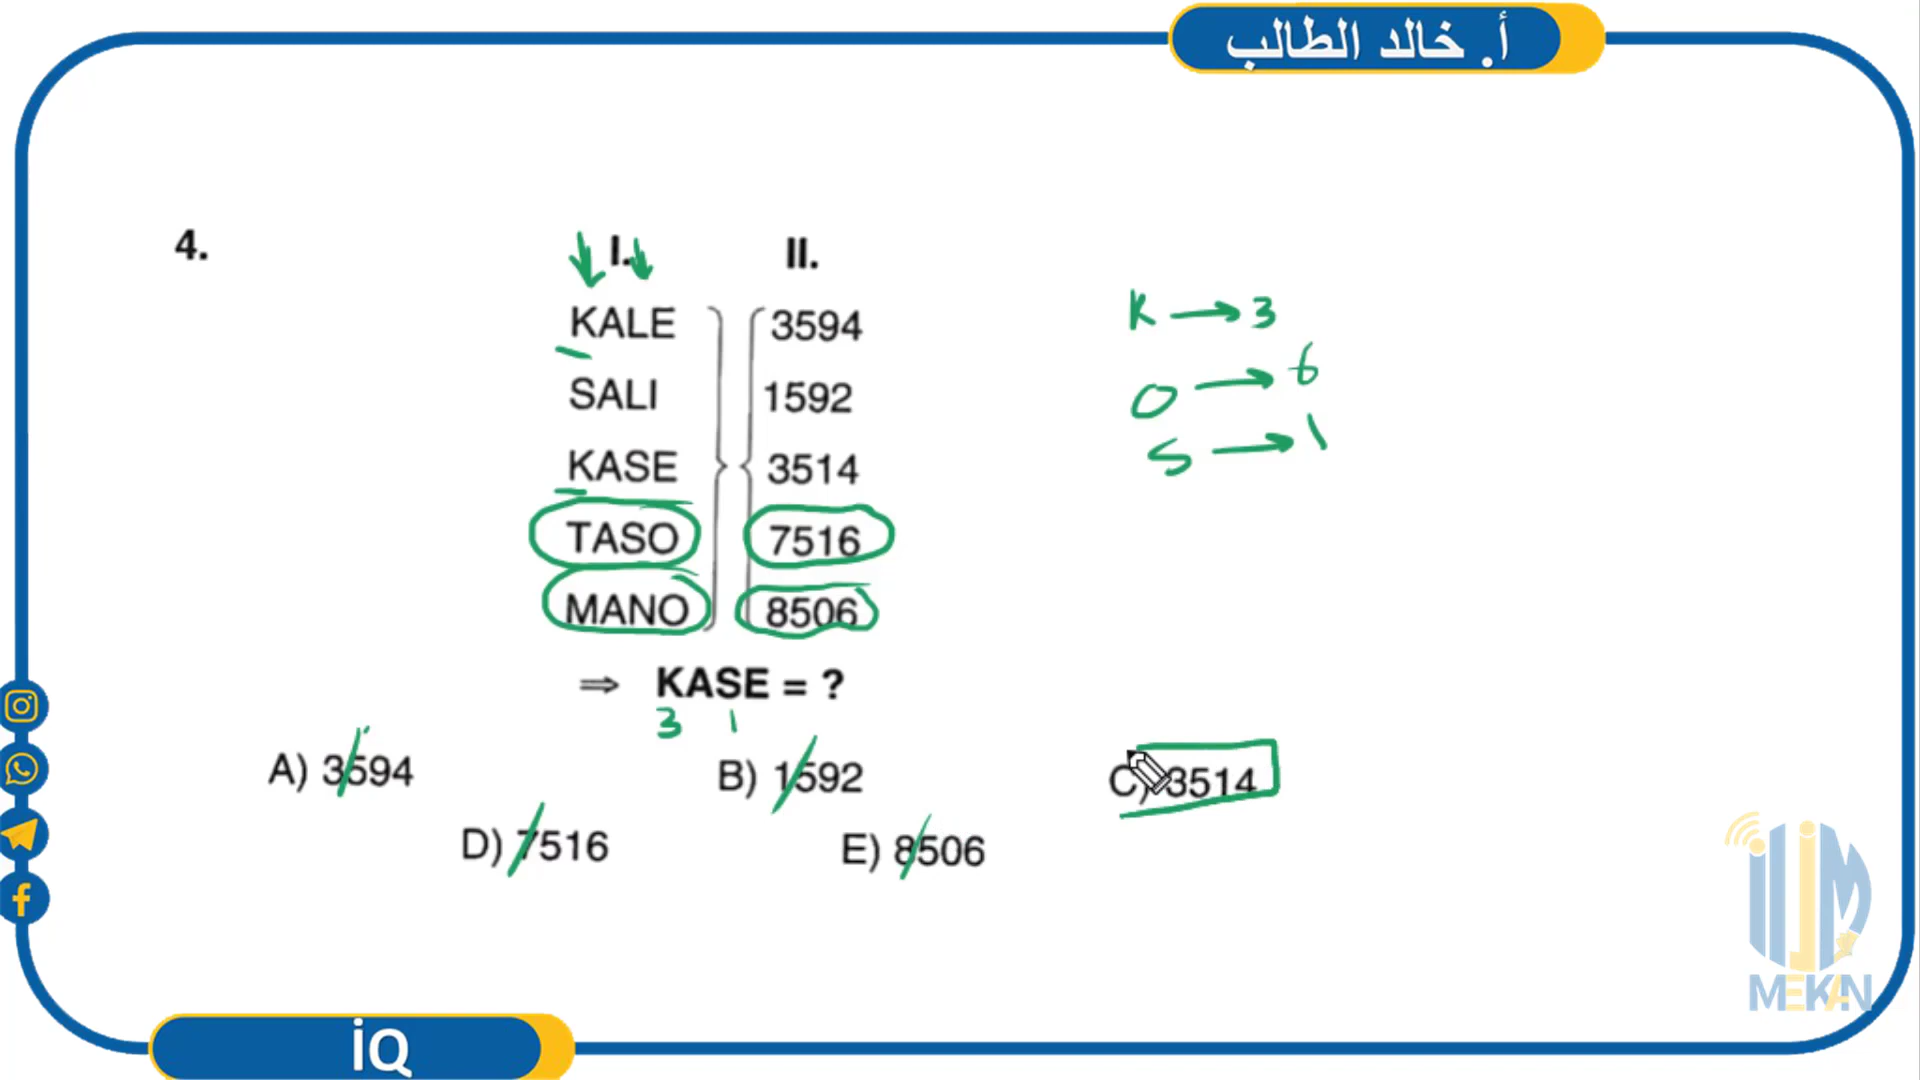 أ. خالد الطالب
4.
I. II.
KALE 3594
SALI 1592
KASE 3514
TASO 7516
MANO 8506
K → 3
O → 6
S → 1
⇒ KASE = ?
3 1
A) 3594 B) 1592 C) 3514
D) 7516 E) 8506
MEKAN
İQ